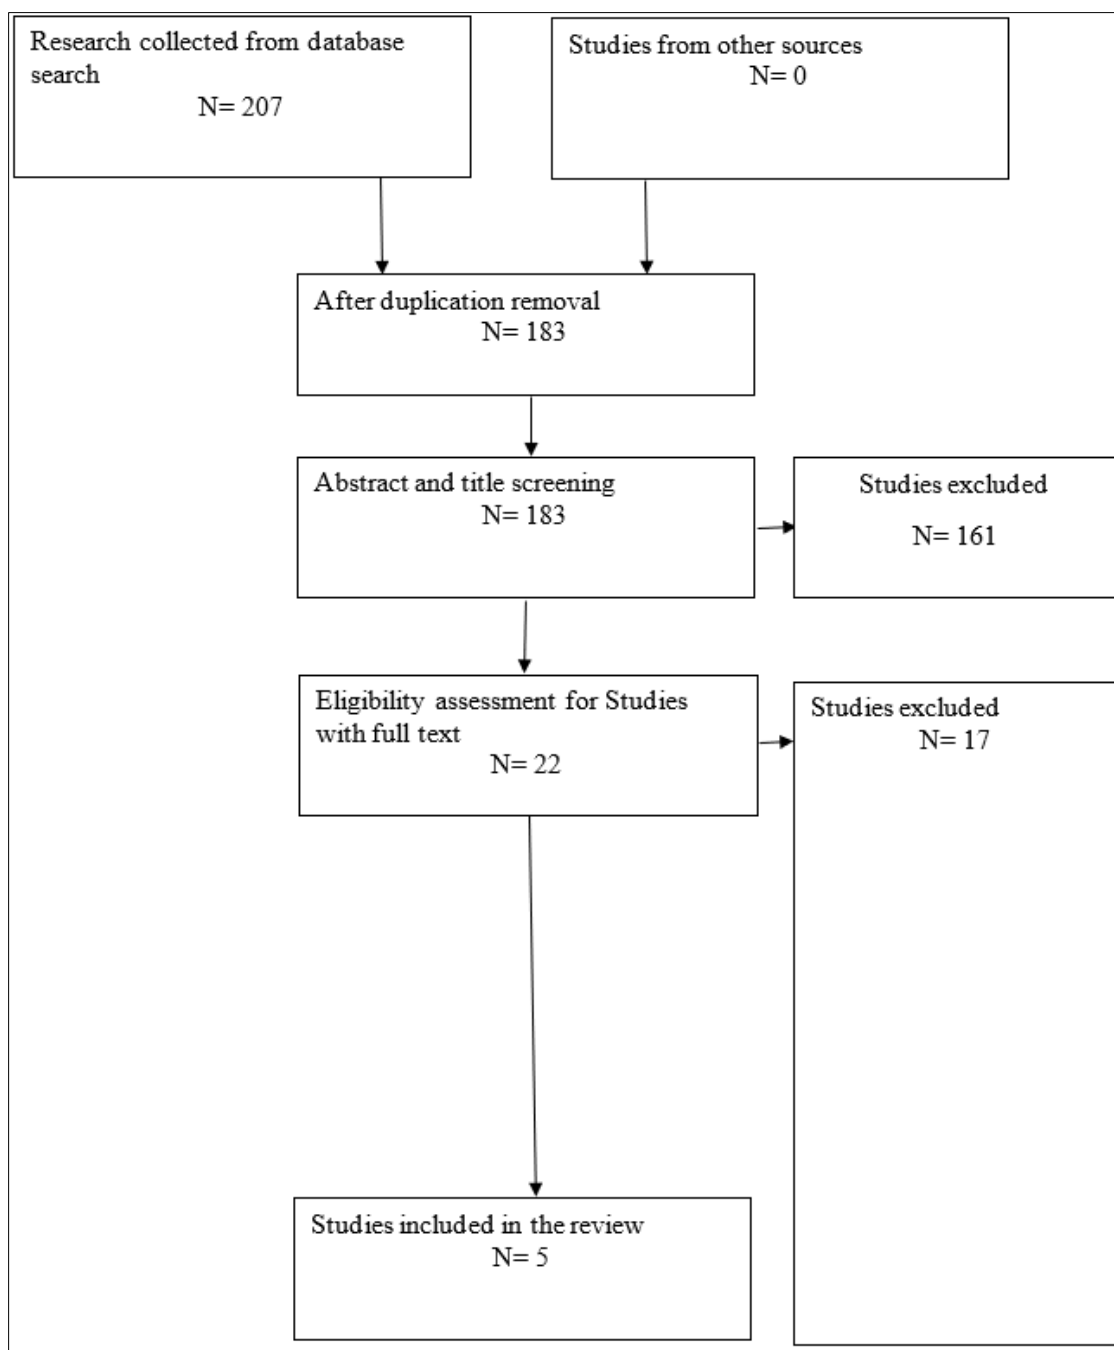 Research collected from database
search
N= 207
Studies from other sources
N= 0
After duplication removal
N= 183
Abstract and title screening
N= 183
Studies excluded
N= 161
Eligibility assessment for Studies
with full text
N= 22
Studies excluded
N= 17
Studies included in the review
N= 5